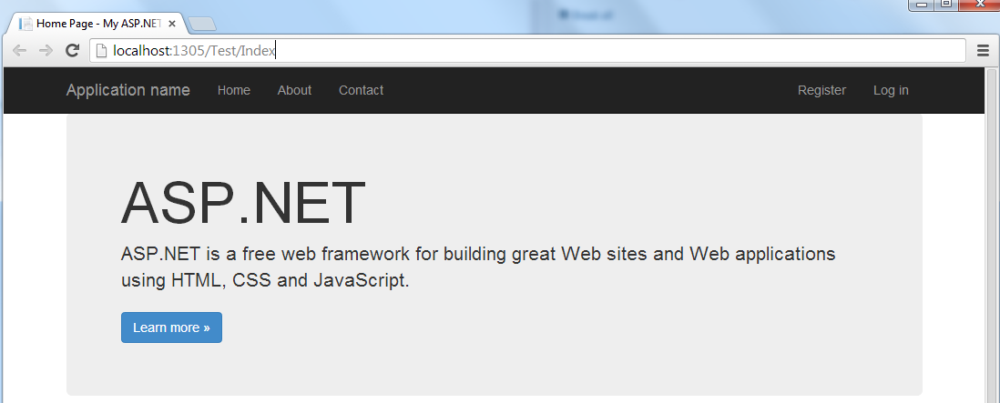 Home Page - My ASP.NET
localhost:1305/Test/Index
Application name Home About Contact Register Log in
ASP.NET
ASP.NET is a free web framework for building great Web sites and Web applications
using HTML, CSS and JavaScript.
Learn more »